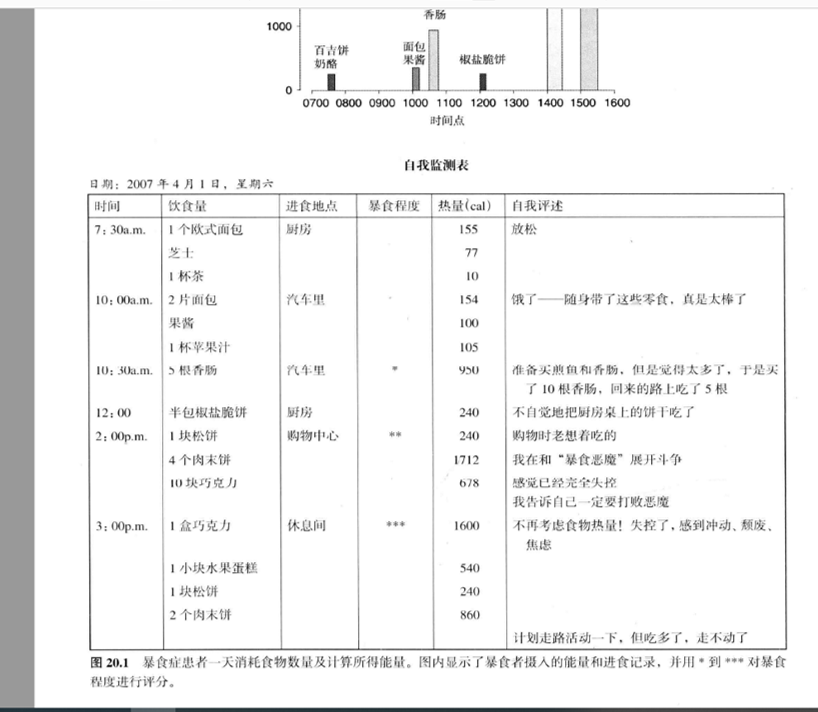 1000
香肠
百吉饼
奶酪
面包
果酱
椒盐脆饼
0
0700 0800 0900 1000 1100 1200 1300 1400 1500 1600
时间点
自我监测表
日期：2007 年 4 月 1 日，星期六
时间 饮食量 进食地点 暴食程度 热量(cal) 自我评述
7：30a.m. 1 个欧式面包 厨房 155 放松
芝士 77
1 杯茶 10
10：00a.m. 2 片面包 汽车里 154 饿了——随身带了这些零食，真是太棒了
果酱 100
1 杯苹果汁 105
10：30a.m. 5 根香肠 汽车里 * 950 准备买煎鱼和香肠，但是觉得太多了，于是买
了 10 根香肠，回来的路上吃了 5 根
12：00 半包椒盐脆饼 厨房 240 不自觉地把厨房桌上的饼干吃了
2：00p.m. 1 块松饼 购物中心 ** 240 购物时老想着吃的
4 个肉末饼 1712 我在和“暴食恶魔”展开斗争
10 块巧克力 678 感觉已经完全失控
我告诉自己一定要打败恶魔
3：00p.m. 1 盒巧克力 休息间 *** 1600 不再考虑食物热量！失控了，感到冲动、颓废、
焦虑
1 小块水果蛋糕 540
1 块松饼 240
2 个肉末饼 860
计划走路活动一下，但吃多了，走不动了
图 20.1 暴食症患者一天消耗食物数量及计算所得能量。图内显示了暴食者摄入的能量和进食记录，并用 * 到 *** 对暴食
程度进行评分。